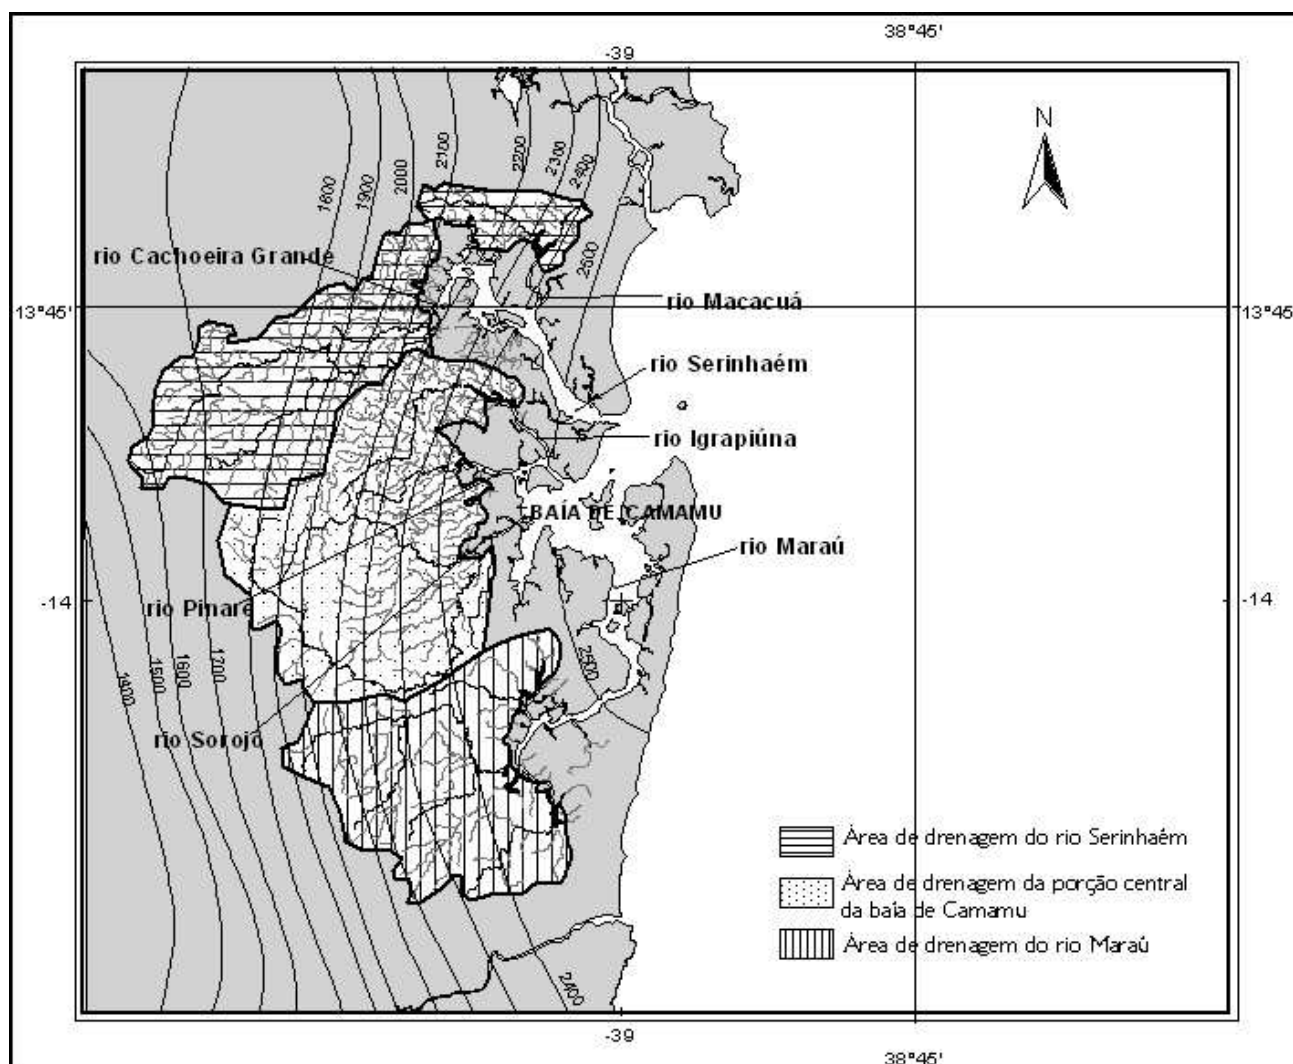 38°45'
-39
2100
2200
2300
2400
2000
1900
1800
2500
rio Cachoeira Grande
rio Macacuá
13°45'
13°45'
rio Serinhaém
rio Igrapiúna
BAÍA DE CAMAMU
rio Maraú
-14
-14
rio Pinaré
2500
1400
1500
1600
1700
rio Sorojó
Área de drenagem do rio Serinhaém
Área de drenagem da porção central
da baía de Camamu
Área de drenagem do rio Maraú
2400
-39
38°45'
N